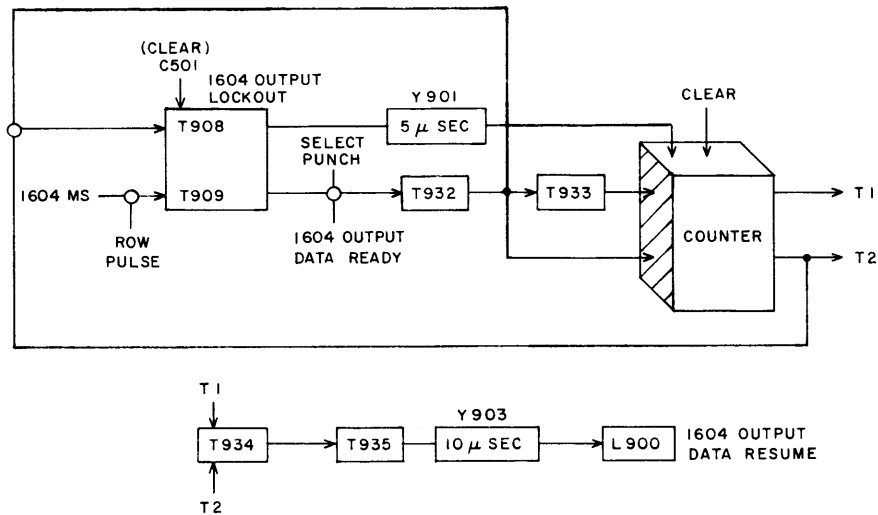 (CLEAR)
C501
1604 OUTPUT
LOCKOUT
T908
T909
1604 MS
ROW
PULSE
SELECT
PUNCH
1604 OUTPUT
DATA READY
Y901
5 μ SEC
T932
T933
CLEAR
COUNTER
T1
T2
T1
T934
T2
T935
Y903
10 μ SEC
L900
1604 OUTPUT
DATA RESUME